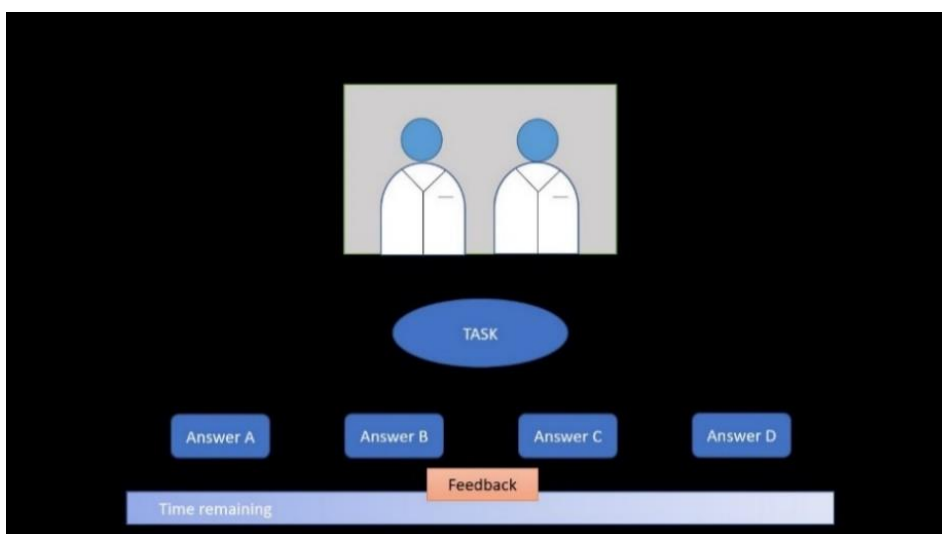 TASK
Answer A
Answer B
Answer C
Answer D
Feedback
Time remaining